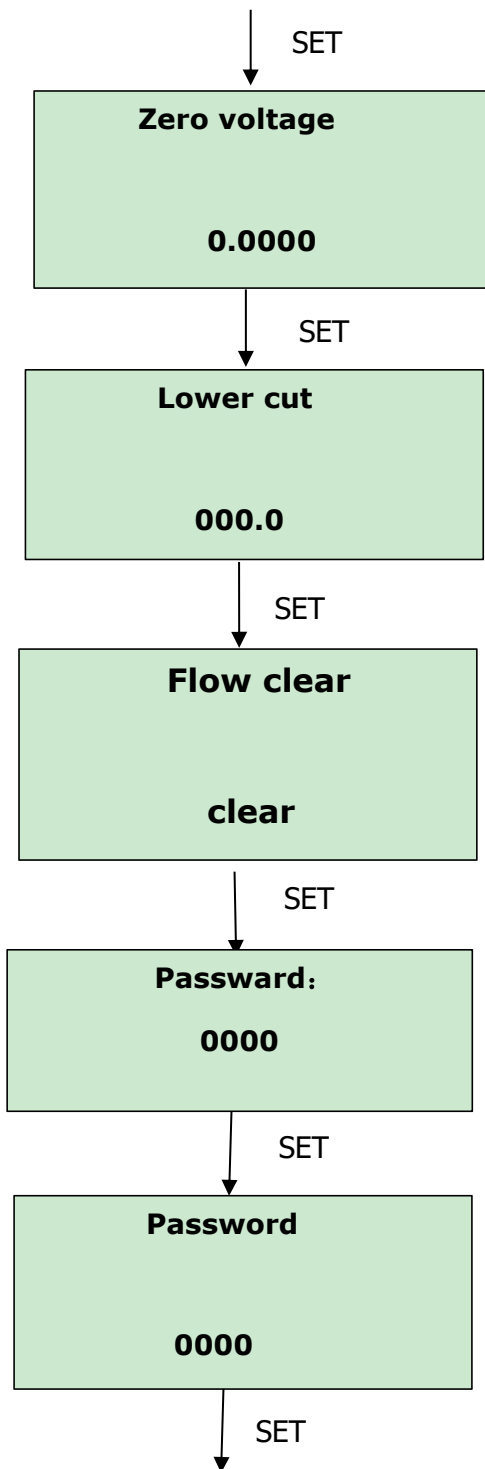 SET
Zero voltage
0.0000
SET
Lower cut
000.0
SET
Flow clear
clear
SET
Passward：
0000
SET
Password
0000
SET